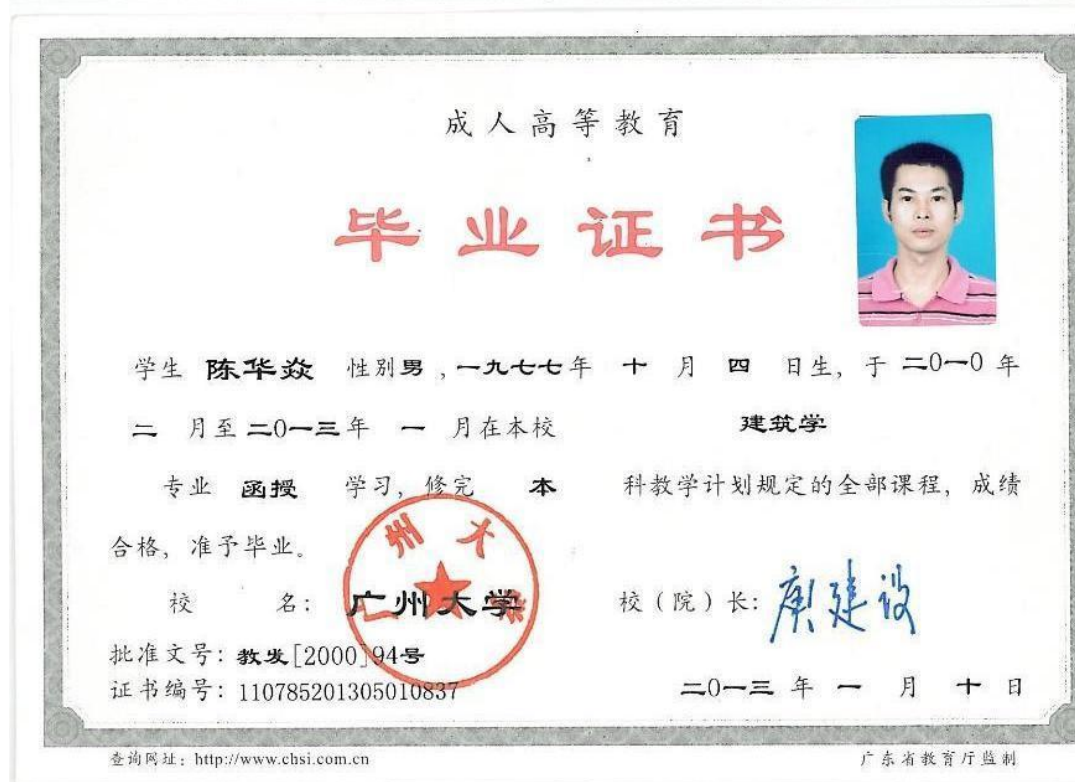 成人高等教育
毕业证书
学生 陈华焱 性别男，一九七七年 十 月 四 日生，于 二0一0 年
二 月至 二0一三 年 一 月在本校 建筑学
专业 函授 学习，修完 本 科教学计划规定的全部课程，成绩
合格，准予毕业。
广州大学
校 名：广州大学 校（院）长：庾建设
批准文号：教发[2000]94号
证书编号：110785201305010837 二0一三 年 一 月 十 日
查询网址：http://www.chsi.com.cn 广东省教育厅监制